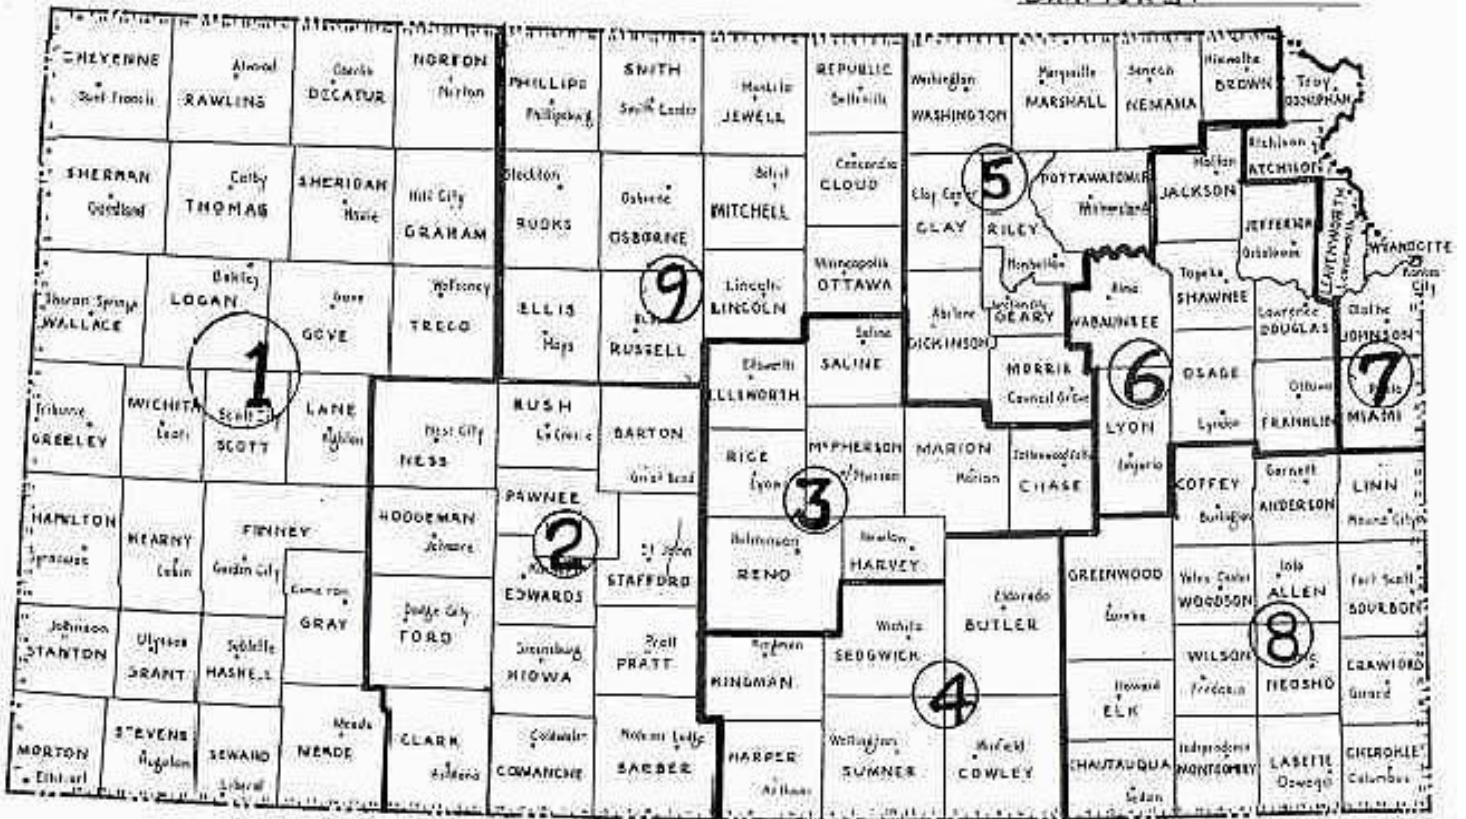 CHEYENNE
Saint Francis
Atwood
RAWLINS
Oberlin
DECATUR
NORTON
Norton
PHILLIPS
Phillipsburg
SMITH
Smith Center
Mankato
JEWELL
REPUBLIC
Belleville
Washington
WASHINGTON
Marysville
MARSHALL
Seneca
NEMAHA
Hiawatha
BROWN
Troy
DONIPHAN
SHERMAN
Goodland
Colby
THOMAS
SHERIDAN
Hoxie
Hill City
GRAHAM
Stockton
ROOKS
Osborne
OSBORNE
Beloit
MITCHELL
Concordia
CLOUD
Clay Center
CLAY
5
RILEY
POTTAWATOMIE
Westmoreland
Holton
JACKSON
Atchison
ATCHISON
JEFFERSON
Oskaloosa
LEAVENWORTH
Leavenworth
WYANDOTTE
Kansas
City
Sharon Springs
WALLACE
Oakley
LOGAN
Gove
GOVE
WaKeeney
TREGO
ELLIS
Hays
9
RUSSELL
Lincoln
LINCOLN
Minneapolis
OTTAWA
Abilene
DICKINSON
Junction City
GEARY
Alma
WABAUNSEE
Topeka
SHAWNEE
Lawrence
DOUGLAS
Olathe
JOHNSON
1
Tribune
GREELEY
WICHITA
Leoti
Scott City
SCOTT
LANE
Dighton
Ness City
NESS
RUSH
LaCrosse
BARTON
Great Bend
Ellsworth
ELLSWORTH
Salina
SALINE
MORRIS
Council Grove
6
LYON
Emporia
OSAGE
Lyndon
Ottawa
FRANKLIN
7
Paola
MIAMI
RICE
Lyons
McPHERSON
McPherson
MARION
Marion
Cottonwood Falls
CHASE
3
HAMILTON
Syracuse
KEARNY
Lakin
FINNEY
Garden City
HODGEMAN
Jetmore
PAWNEE
2
EDWARDS
St John
STAFFORD
Hutchinson
RENO
Newton
HARVEY
COFFEY
Burlington
Garnett
ANDERSON
LINN
Mound City
Johnson
STANTON
Ulysses
GRANT
Sublette
HASKELL
Cimarron
GRAY
Dodge City
FORD
Greensburg
KIOWA
Pratt
PRATT
Kingman
KINGMAN
Wichita
SEDGWICK
Eldorado
BUTLER
GREENWOOD
Eureka
Yates Center
WOODSON
Iola
ALLEN
Fort Scott
BOURBON
WILSON
Fredonia
8
NEOSHO
CRAWFORD
Girard
MORTON
Elkhart
STEVENS
Hugoton
SEWARD
Liberal
Meade
MEADE
CLARK
Ashland
Coldwater
COMANCHE
Medicine Lodge
BARBER
HARPER
Anthony
4
Wellington
SUMNER
Winfield
COWLEY
Howard
ELK
CHAUTAUQUA
Sedan
Independence
MONTGOMERY
LABETTE
Oswego
CHEROKEE
Columbus